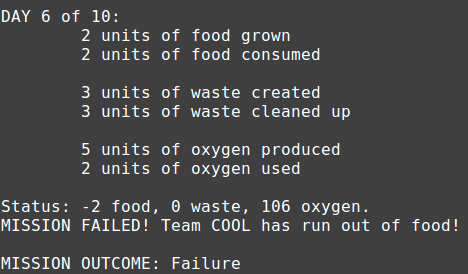 DAY 6 of 10:
2 units of food grown
2 units of food consumed
3 units of waste created
3 units of waste cleaned up
5 units of oxygen produced
2 units of oxygen used
Status: -2 food, 0 waste, 106 oxygen.
MISSION FAILED! Team COOL has run out of food!
MISSION OUTCOME: Failure